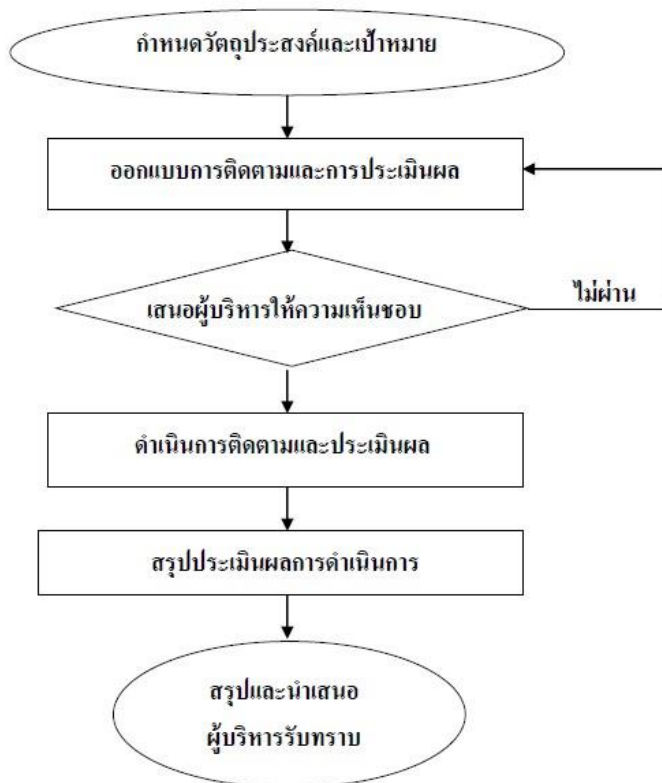 กำหนดวัตถุประสงค์และเป้าหมาย
ออกแบบการติดตามและการประเมินผล
เสนอผู้บริหารให้ความเห็นชอบ
ไม่ผ่าน
ดำเนินการติดตามและประเมินผล
สรุปประเมินผลการดำเนินการ
สรุปและนำเสนอ
ผู้บริหารรับทราบ